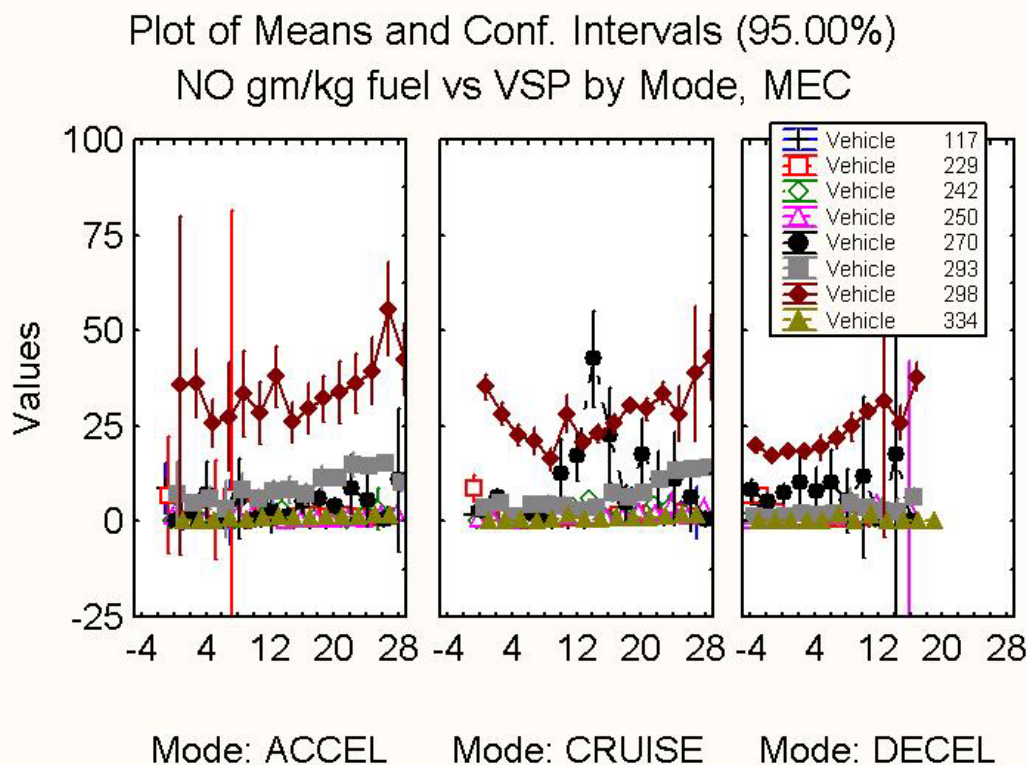 Plot of Means and Conf. Intervals (95.00%)
NO gm/kg fuel vs VSP by Mode, MEC
100
75
50
25
0
-25
Values
Vehicle 117
Vehicle 229
Vehicle 242
Vehicle 250
Vehicle 270
Vehicle 293
Vehicle 298
Vehicle 334
-4 4 12 20 28 -4 4 12 20 28 -4 4 12 20 28
Mode: ACCEL Mode: CRUISE Mode: DECEL